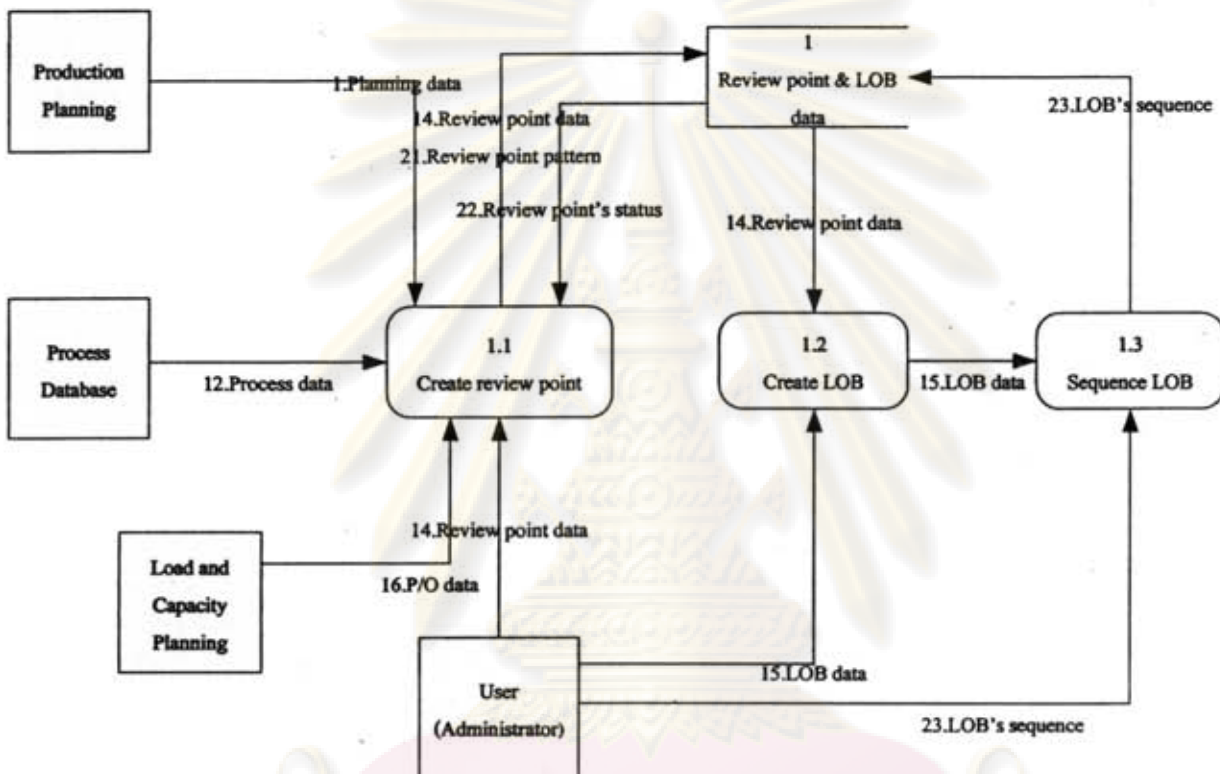 Production
Planning
1.Planning data
1
Review point & LOB
data
14.Review point data
21.Review point pattern
22.Review point's status
14.Review point data
23.LOB's sequence
Process
Database
12.Process data
1.1
Create review point
1.2
Create LOB
15.LOB data
1.3
Sequence LOB
14.Review point data
16.P/O data
Load and
Capacity
Planning
15.LOB data
User
(Administrator)
23.LOB's sequence